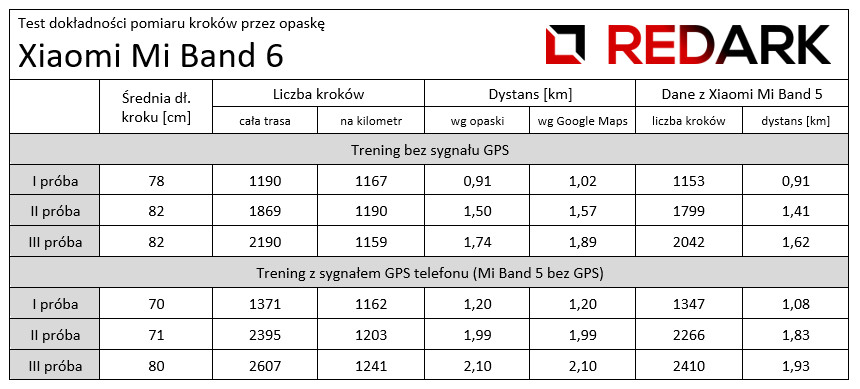 Test dokładności pomiaru kroków przez opaskę
Xiaomi Mi Band 6
REDARK
Średnia dł. kroku [cm] Liczba kroków Dystans [km] Dane z Xiaomi Mi Band 5
cała trasa na kilometr wg opaski wg Google Maps liczba kroków dystans [km]
Trening bez sygnału GPS
I próba 78 1190 1167 0,91 1,02 1153 0,91
II próba 82 1869 1190 1,50 1,57 1799 1,41
III próba 82 2190 1159 1,74 1,89 2042 1,62
Trening z sygnałem GPS telefonu (Mi Band 5 bez GPS)
I próba 70 1371 1162 1,20 1,20 1347 1,08
II próba 71 2395 1203 1,99 1,99 2266 1,83
III próba 80 2607 1241 2,10 2,10 2410 1,93